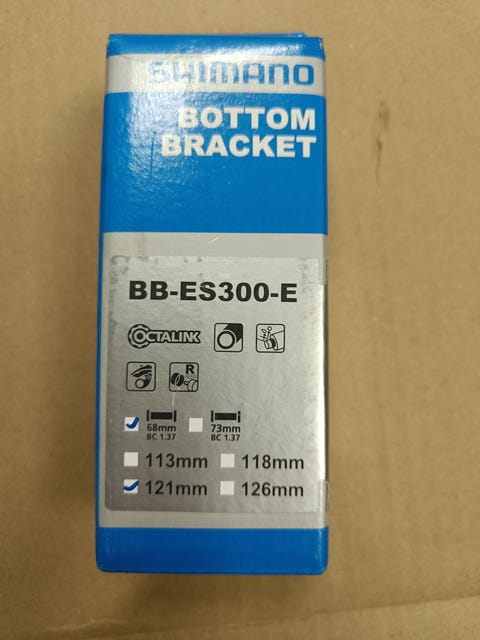 SHIMANO
BOTTOM
BRACKET
BB-ES300-E
OCTALINK
R
68mm 73mm
BC 1.37 BC 1.37
113mm 118mm
121mm 126mm